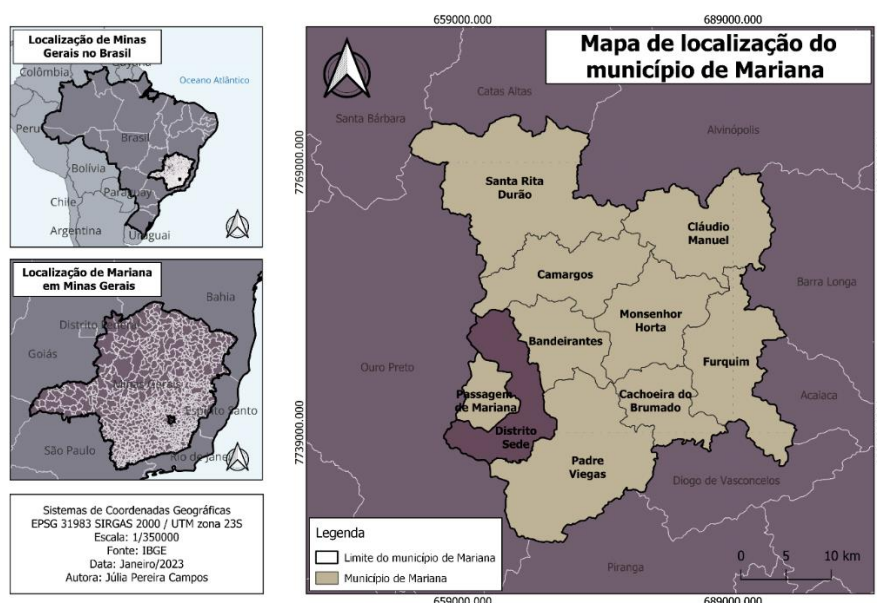 Localização de Minas
Gerais no Brasil
Colômbia
Guyana
Oceano Atlântico
Peru
Brasil
Bolívia
Paraguay
Chile
Argentina
Uruguai
Localização de Mariana
em Minas Gerais
Bahia
Distrito Federal
Goiás
Minas Gerais
Espírito Santo
São Paulo
Rio de Janeiro
Sistemas de Coordenadas Geográficas
EPSG 31983 SIRGAS 2000 / UTM zona 23S
Escala: 1/350000
Fonte: IBGE
Data: Janeiro/2023
Autora: Júlia Pereira Campos
659000.000
689000.000
Mapa de localização do
município de Mariana
Catas Altas
Santa Bárbara
Alvinópolis
7769000.000
Santa Rita
Durão
Cláudio
Manuel
Camargos
Barra Longa
Monsenhor
Horta
Bandeirantes
Ouro Preto
Furquim
Passagem
de Mariana
Cachoeira do
Brumado
Acaiaca
7739000.000
Distrito
Sede
Padre
Viegas
Diogo de Vasconcelos
Piranga
Legenda
Limite do município de Mariana
Município de Mariana
0 5 10 km
659000.000
689000.000